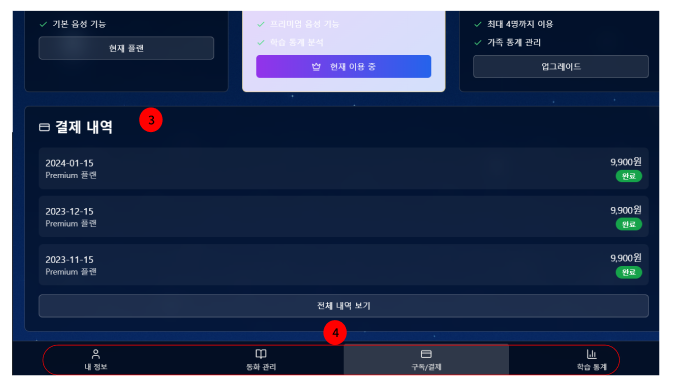 ✓ 기본 음성 기능
현재 플랜
✓ 프리미엄 음성 기능
✓ 학습 통계 분석
현재 이용 중
✓ 최대 4명까지 이용
✓ 가족 통계 관리
업그레이드
결제 내역
3
2024-01-15
Premium 플랜
9,900원
완료
2023-12-15
Premium 플랜
9,900원
완료
2023-11-15
Premium 플랜
9,900원
완료
전체 내역 보기
4
내 정보
동화 관리
구독/결제
학습 통계